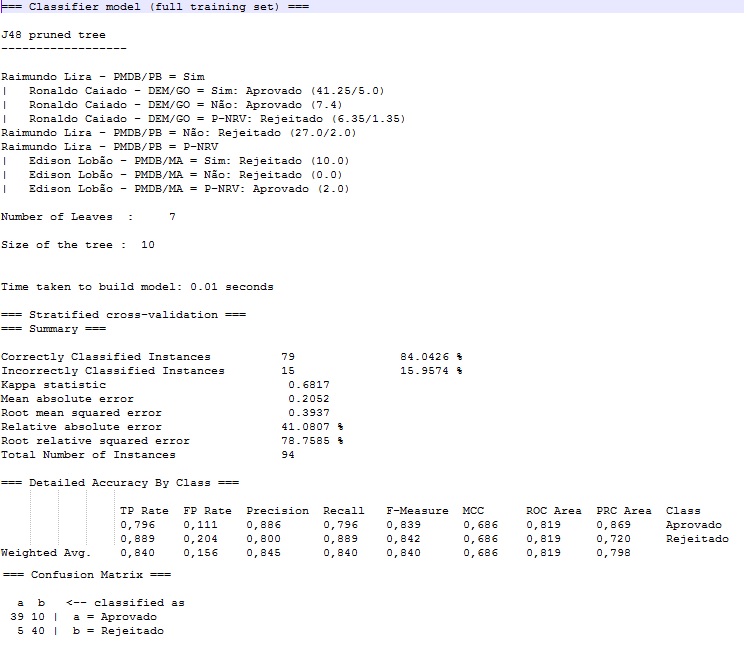 === Classifier model (full training set) ===
J48 pruned tree
------------------
Raimundo Lira - PMDB/PB = Sim
|   Ronaldo Caiado - DEM/GO = Sim: Aprovado (41.25/5.0)
|   Ronaldo Caiado - DEM/GO = Não: Aprovado (7.4)
|   Ronaldo Caiado - DEM/GO = P-NRV: Rejeitado (6.35/1.35)
Raimundo Lira - PMDB/PB = Não: Rejeitado (27.0/2.0)
Raimundo Lira - PMDB/PB = P-NRV
|   Edison Lobão - PMDB/MA = Sim: Rejeitado (10.0)
|   Edison Lobão - PMDB/MA = Não: Rejeitado (0.0)
|   Edison Lobão - PMDB/MA = P-NRV: Aprovado (2.0)
Number of Leaves  :     7
Size of the tree :  10
Time taken to build model: 0.01 seconds
=== Stratified cross-validation ===
=== Summary ===
Correctly Classified Instances          79               84.0426 %
Incorrectly Classified Instances        15               15.9574 %
Kappa statistic                          0.6817
Mean absolute error                      0.2052
Root mean squared error                  0.3937
Relative absolute error                 41.0807 %
Root relative squared error             78.7585 %
Total Number of Instances               94
=== Detailed Accuracy By Class ===
TP Rate  FP Rate  Precision  Recall   F-Measure  MCC      ROC Area  PRC Area  Class
0,796    0,111    0,886      0,796    0,839      0,686    0,819     0,869     Aprovado
0,889    0,204    0,800      0,889    0,842      0,686    0,819     0,720     Rejeitado
Weighted Avg.    0,840    0,156    0,845      0,840    0,840      0,686    0,819     0,798
=== Confusion Matrix ===
a  b   <-- classified as
39 10 |  a = Aprovado
5 40 |  b = Rejeitado